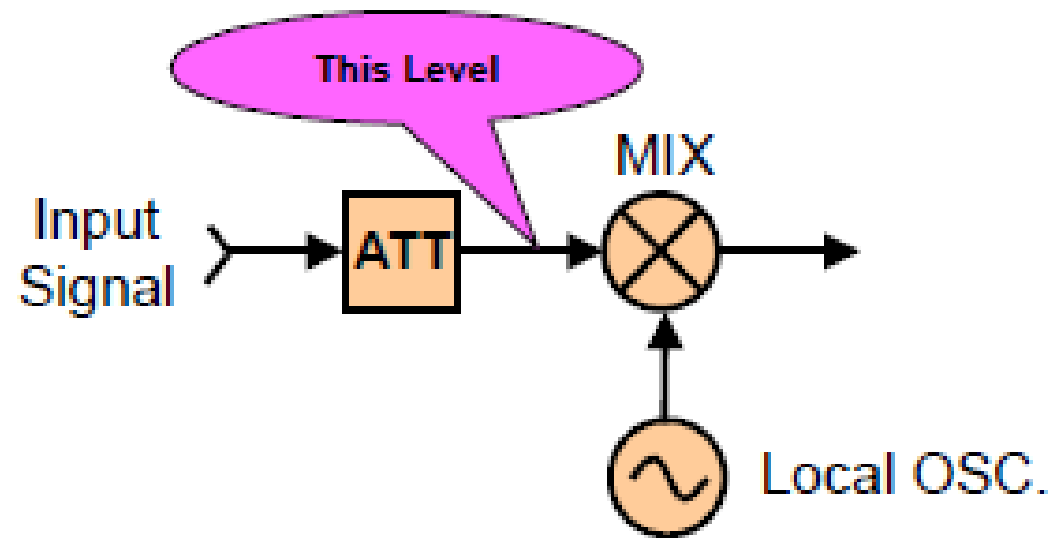 This Level
MIX
Input
Signal
ATT
Local OSC.